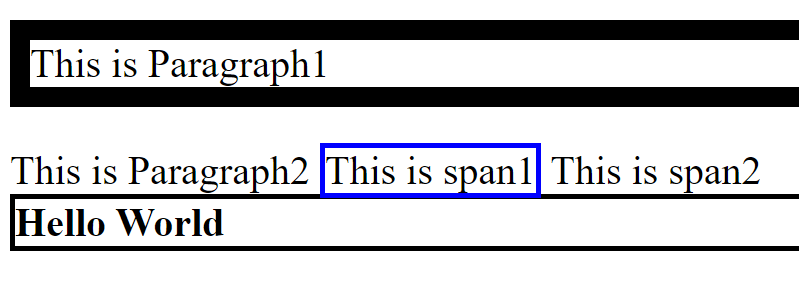 This is Paragraph1
This is Paragraph2 This is span1 This is span2
Hello World